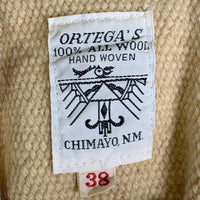 ORTEGA'S
100% ALL WOOL
HAND WOVEN
CHIMAYO, N.M.
38